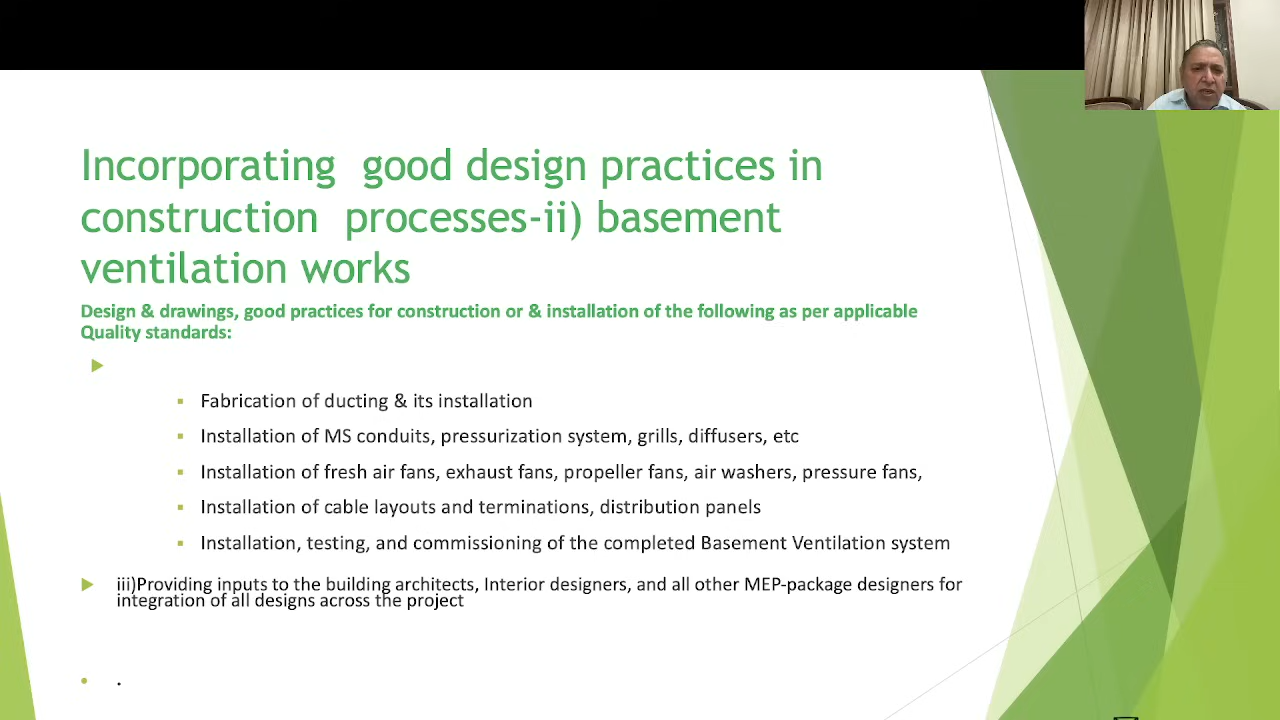 Incorporating  good design practices in
construction  processes-ii) basement
ventilation works
Design & drawings, good practices for construction or & installation of the following as per applicable
Quality standards:
Fabrication of ducting & its installation
Installation of MS conduits, pressurization system, grills, diffusers, etc
Installation of fresh air fans, exhaust fans, propeller fans, air washers, pressure fans,
Installation of cable layouts and terminations, distribution panels
Installation, testing, and commissioning of the completed Basement Ventilation system
iii)Providing inputs to the building architects, Interior designers, and all other MEP-package designers for
integration of all designs across the project
.